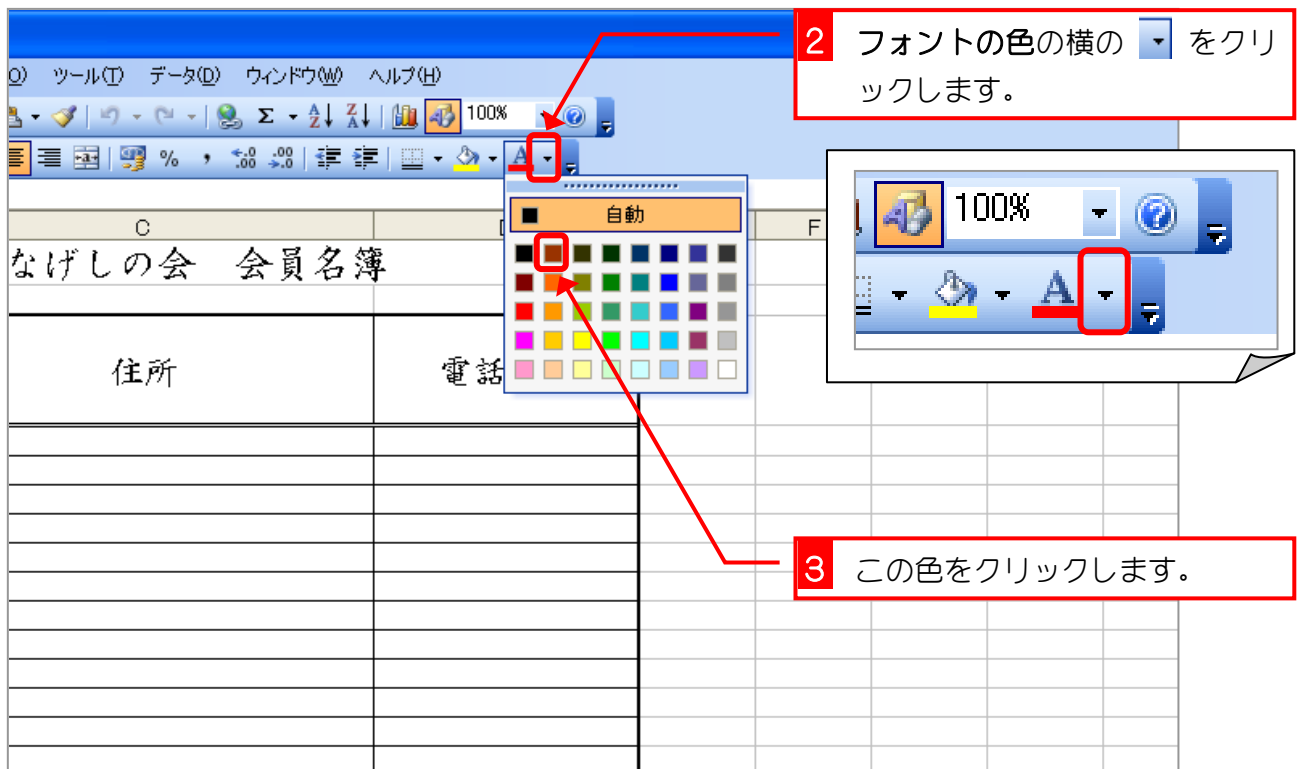 2 フォントの色の横の をクリ
ックします。
O) ツール(T) データ(D) ウィンドウ(W) ヘルプ(H)
100%
自動
C
F
なげしの会 会員名簿
住所
電話
100%
3 この色をクリックします。